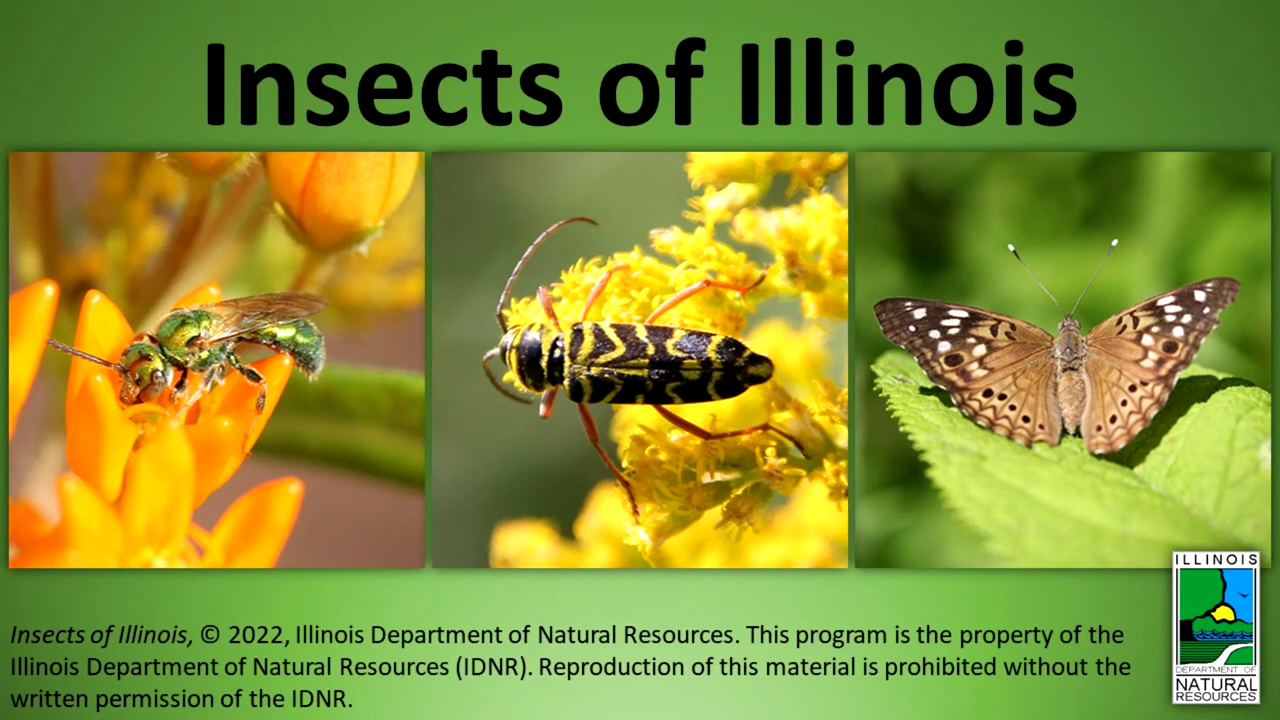 Insects of Illinois
Insects of Illinois, © 2022, Illinois Department of Natural Resources. This program is the property of the
Illinois Department of Natural Resources (IDNR). Reproduction of this material is prohibited without the
written permission of the IDNR.
ILLINOIS
DEPARTMENT OF
NATURAL
RESOURCES